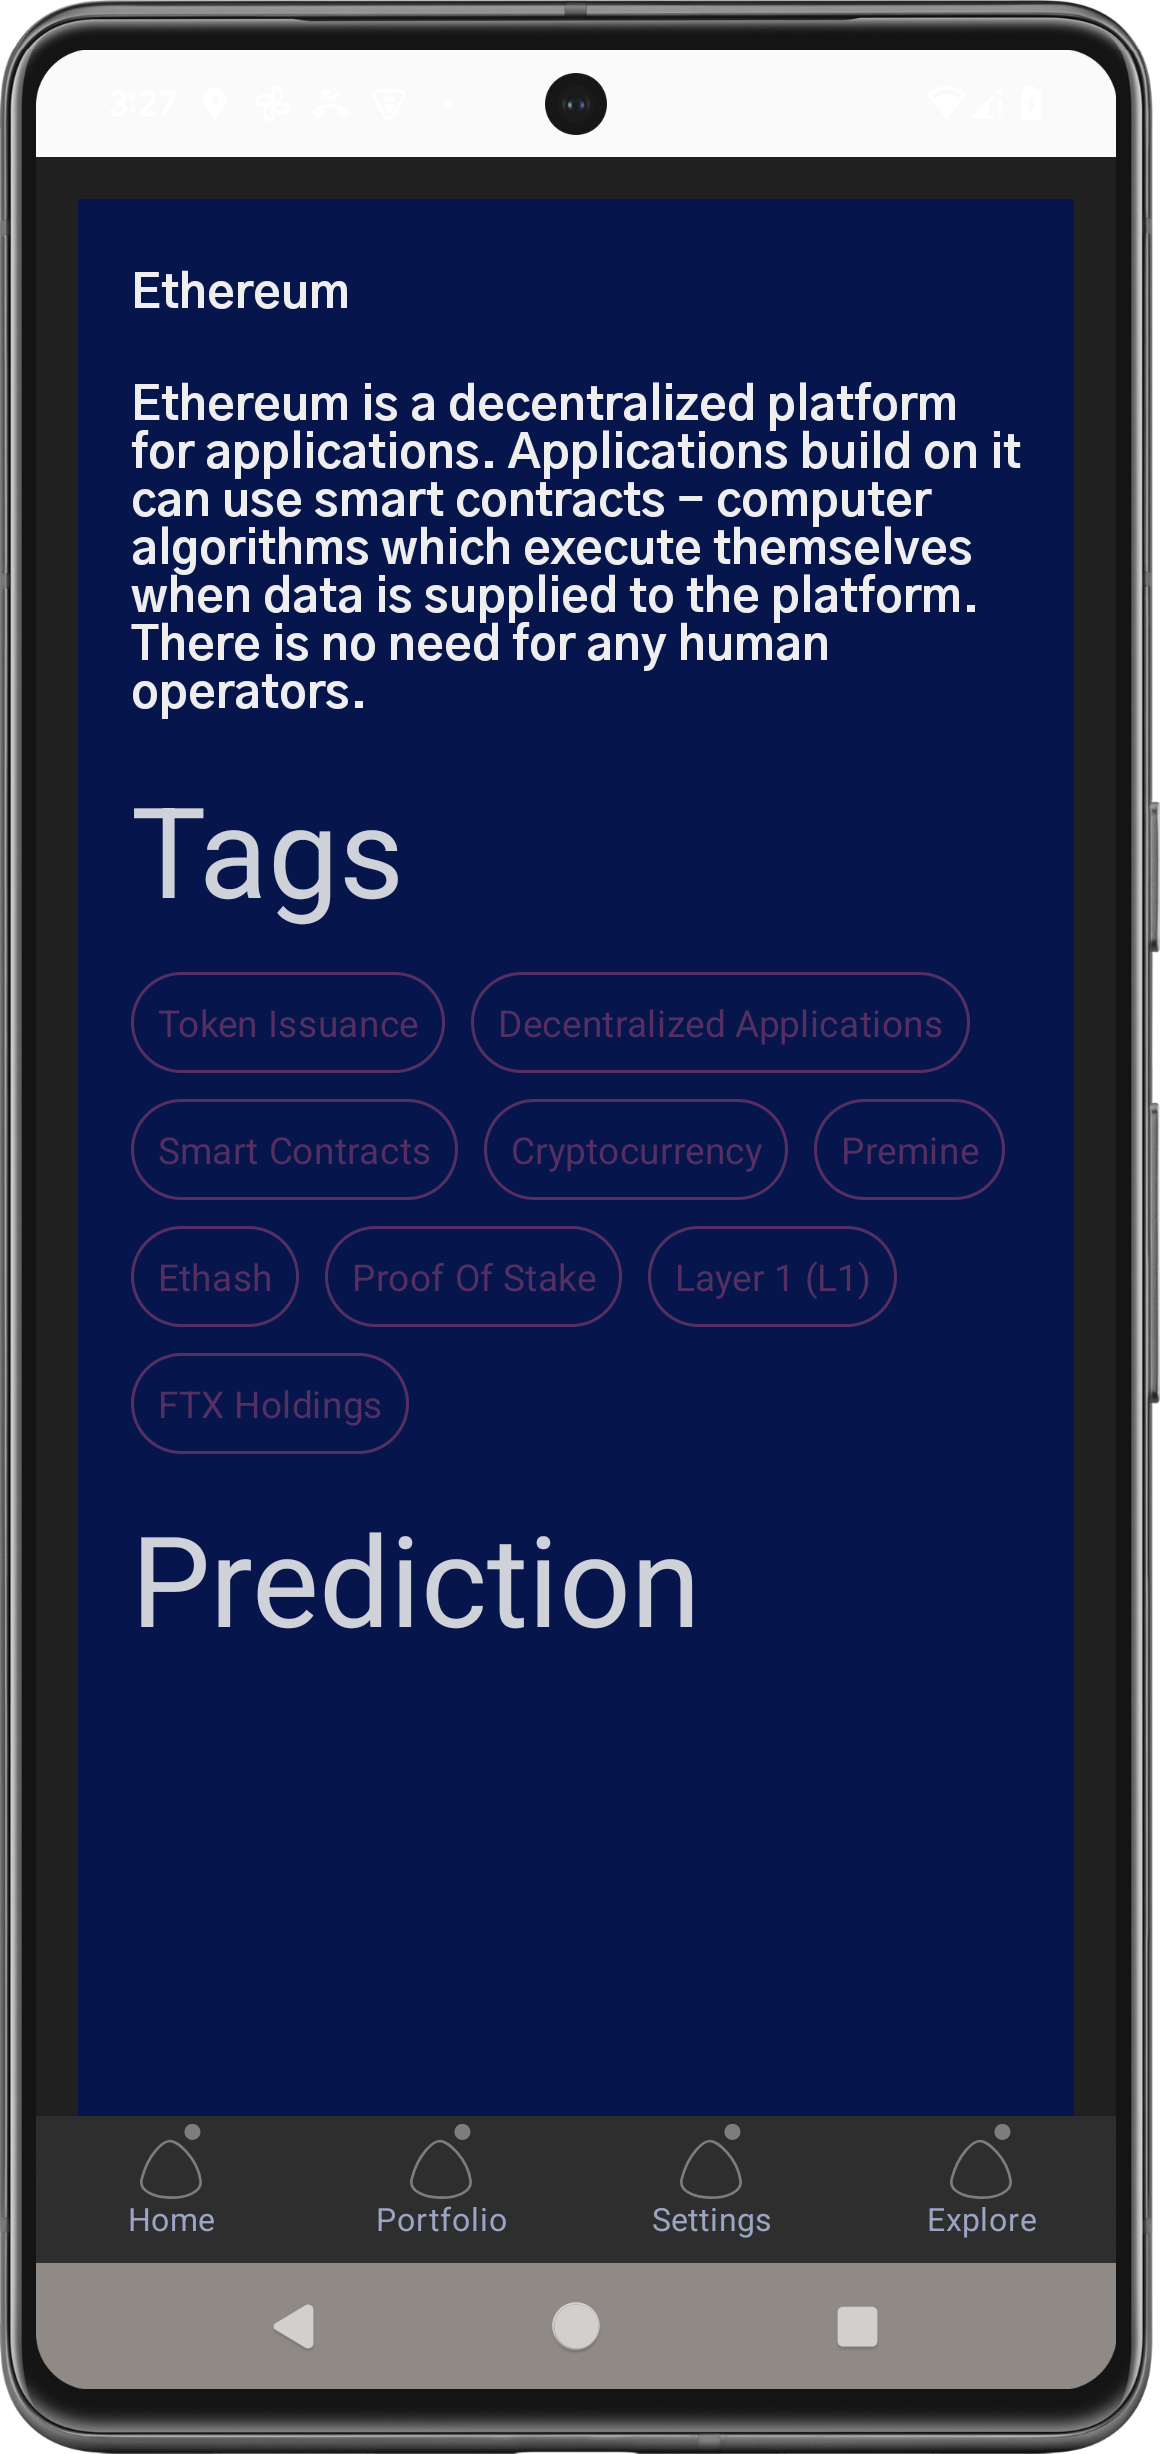 3:27
Ethereum
Ethereum is a decentralized platform
for applications. Applications build on it
can use smart contracts – computer
algorithms which execute themselves
when data is supplied to the platform.
There is no need for any human
operators.
Tags
Token Issuance Decentralized Applications
Smart Contracts Cryptocurrency Premine
Ethash Proof Of Stake Layer 1 (L1)
FTX Holdings
Prediction
Home Portfolio Settings Explore